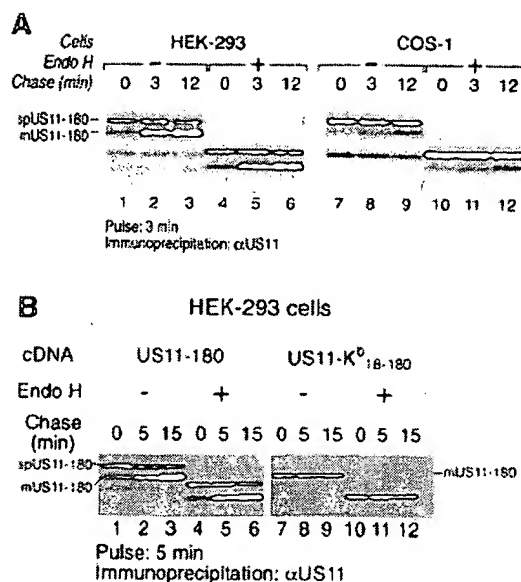 A
Cells HEK-293 COS-1
Endo H - + - +
Chase (min) 0 3 12 0 3 12 0 3 12 0 3 12
spUS11-180
mUS11-180
1 2 3 4 5 6 7 8 9 10 11 12
Pulse: 3 min
Immunoprecipitation: αUS11
B HEK-293 cells
cDNA US11-180 US11-Kb18-180
Endo H - + - +
Chase (min) 0 5 15 0 5 15 0 5 15 0 5 15
spUS11-180
mUS11-180
mUS11-180
1 2 3 4 5 6 7 8 9 10 11 12
Pulse: 5 min
Immunoprecipitation: αUS11